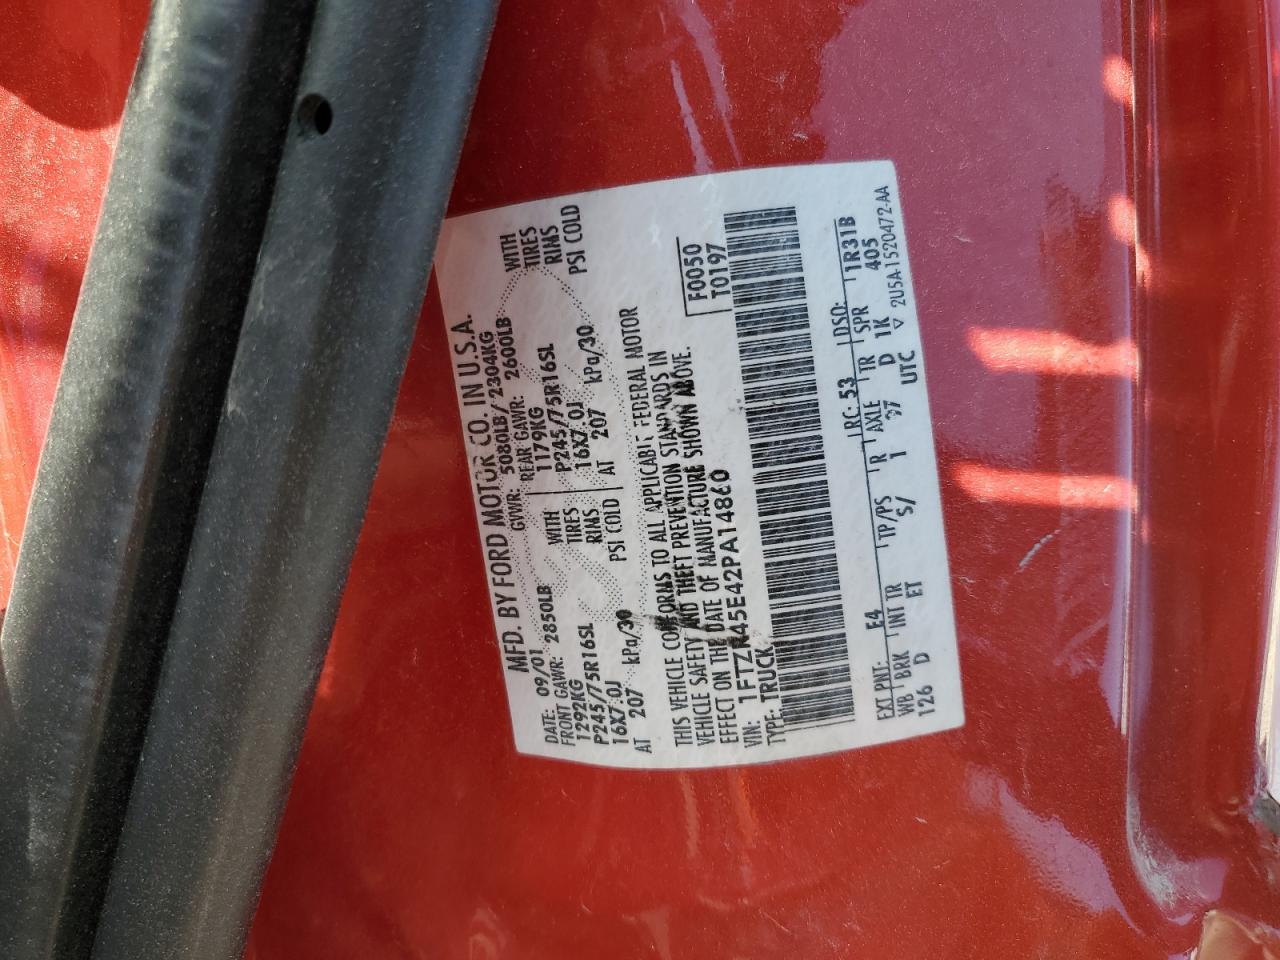 MFD. BY FORD MOTOR CO. IN U.S.A.
DATE: 09/01 GVWR: 5080LB/ 2304KG
FRONT GAWR: 2850LB REAR GAWR: 2600LB
1292KG WITH 1179KG WITH
P245/75R16SL TIRES P245/75R16SL TIRES
16X7.0J RIMS 16X7.0J RIMS
AT 207 kPa/30 PSI COLD AT 207 kPa/30 PSI COLD
THIS VEHICLE CONFORMS TO ALL APPLICABLE FEDERAL MOTOR
VEHICLE SAFETY AND THEFT PREVENTION STANDARDS IN
EFFECT ON THE DATE OF MANUFACTURE SHOWN ABOVE.
VIN: F0050
TYPE: TRUCK T0197
EXT PNT: E4 RC: 53 DSO: 1R31B
WB BRK INT TR TP/PS R AXLE TR SPR 405
126 D ET S/ 1 D 1K
UTC ▽ 2U5A-1520472-AA